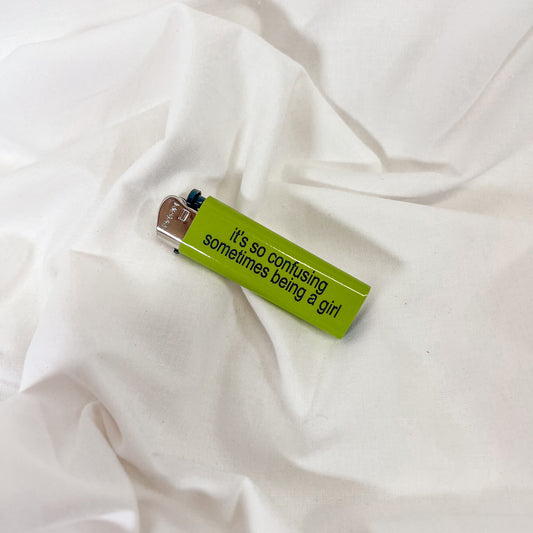 it's so confusing
sometimes being a girl